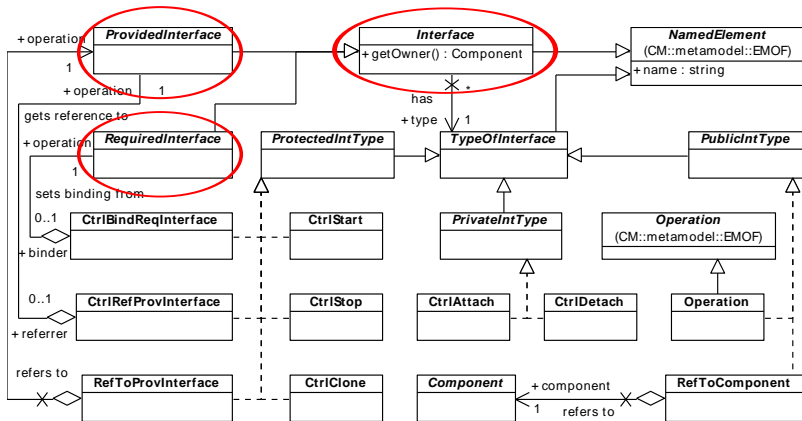 + operation
ProvidedInterface
Interface
NamedElement
+ getOwner() : Component
(CM::metamodel::EMOF)
1
+ name : string
+ operation
1
has
*
gets reference to
+ type
1
+ operation
RequiredInterface
ProtectedIntType
TypeOfInterface
PublicIntType
1
sets binding from
0..1
CtrlBindReqInterface
CtrlStart
PrivateIntType
Operation
(CM::metamodel::EMOF)
+ binder
0..1
CtrlRefProvInterface
CtrlStop
CtrlAttach
CtrlDetach
Operation
+ referrer
refers to
RefToProvInterface
CtrlClone
Component
+ component
RefToComponent
1
refers to